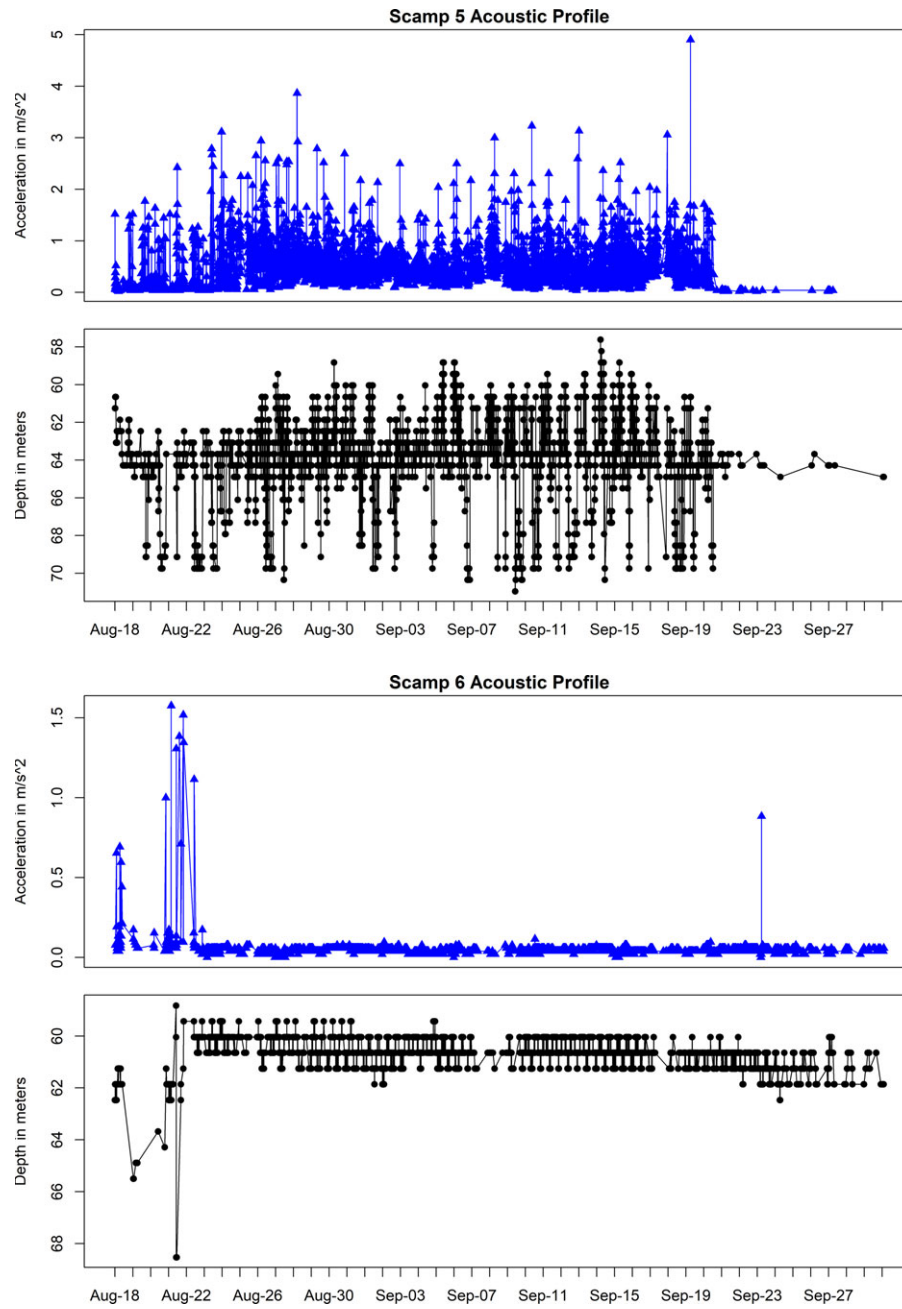 Scamp 5 Acoustic Profile
Acceleration in m/s^2
5
4
3
2
1
0
Depth in meters
58
60
62
64
66
68
70
Aug-18 Aug-22 Aug-26 Aug-30 Sep-03 Sep-07 Sep-11 Sep-15 Sep-19 Sep-23 Sep-27
Scamp 6 Acoustic Profile
Acceleration in m/s^2
1.5
1.0
0.5
0.0
Depth in meters
60
62
64
66
68
Aug-18 Aug-22 Aug-26 Aug-30 Sep-03 Sep-07 Sep-11 Sep-15 Sep-19 Sep-23 Sep-27